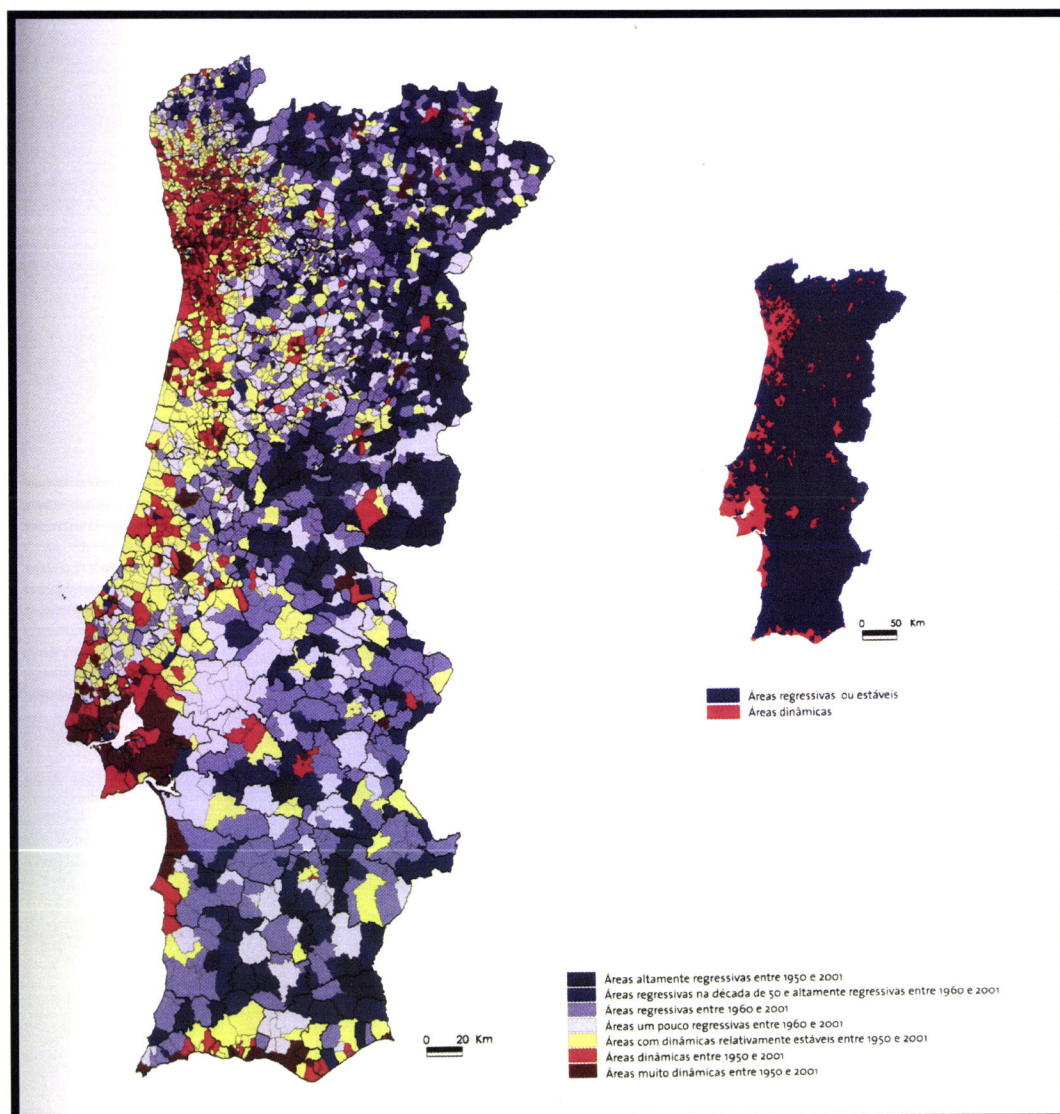 0 50 Km
Áreas regressivas ou estáveis
Áreas dinâmicas
0 20 Km
Áreas altamente regressivas entre 1950 e 2001
Áreas regressivas na década de 50 e altamente regressivas entre 1960 e 2001
Áreas regressivas entre 1960 e 2001
Áreas um pouco regressivas entre 1960 e 2001
Áreas com dinâmicas relativamente estáveis entre 1950 e 2001
Áreas dinâmicas entre 1950 e 2001
Áreas muito dinâmicas entre 1950 e 2001